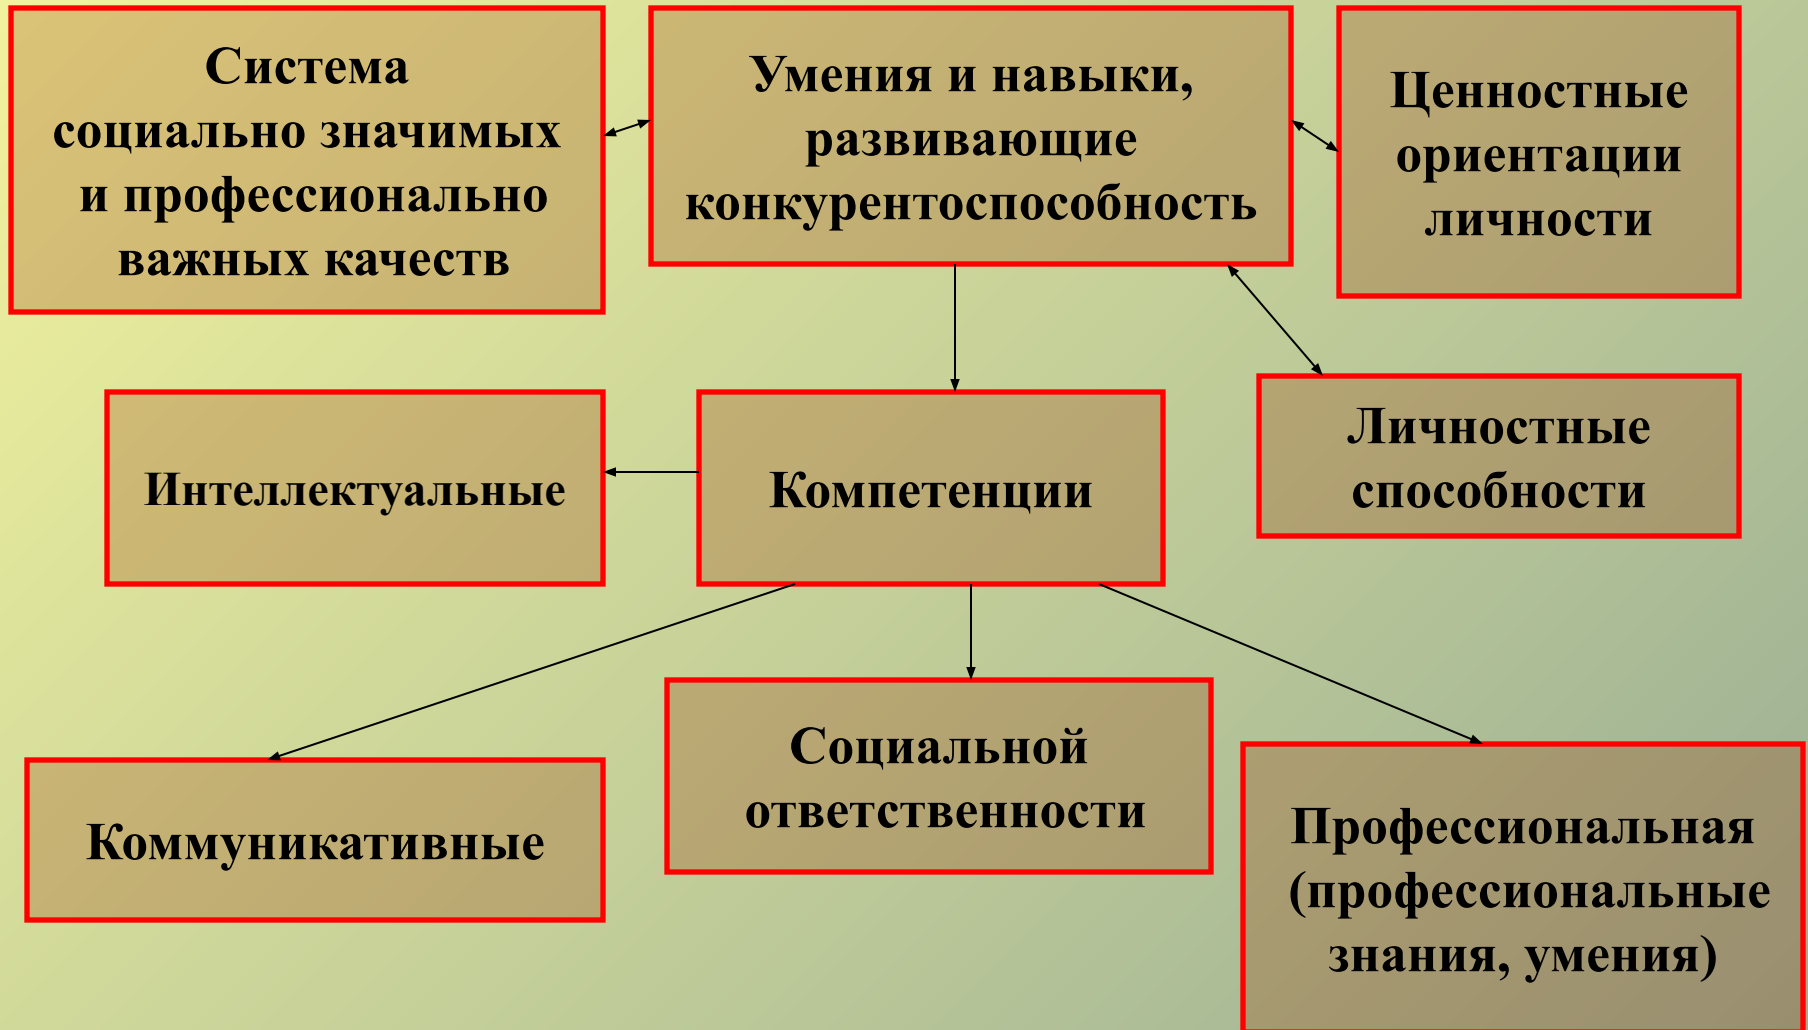 Система
социально значимых
и профессионально
важных качеств
Умения и навыки,
развивающие
конкурентоспособность
Ценностные
ориентации
личности
Интеллектуальные
Компетенции
Личностные
способности
Коммуникативные
Социальной
ответственности
Профессиональная
(профессиональные
знания, умения)